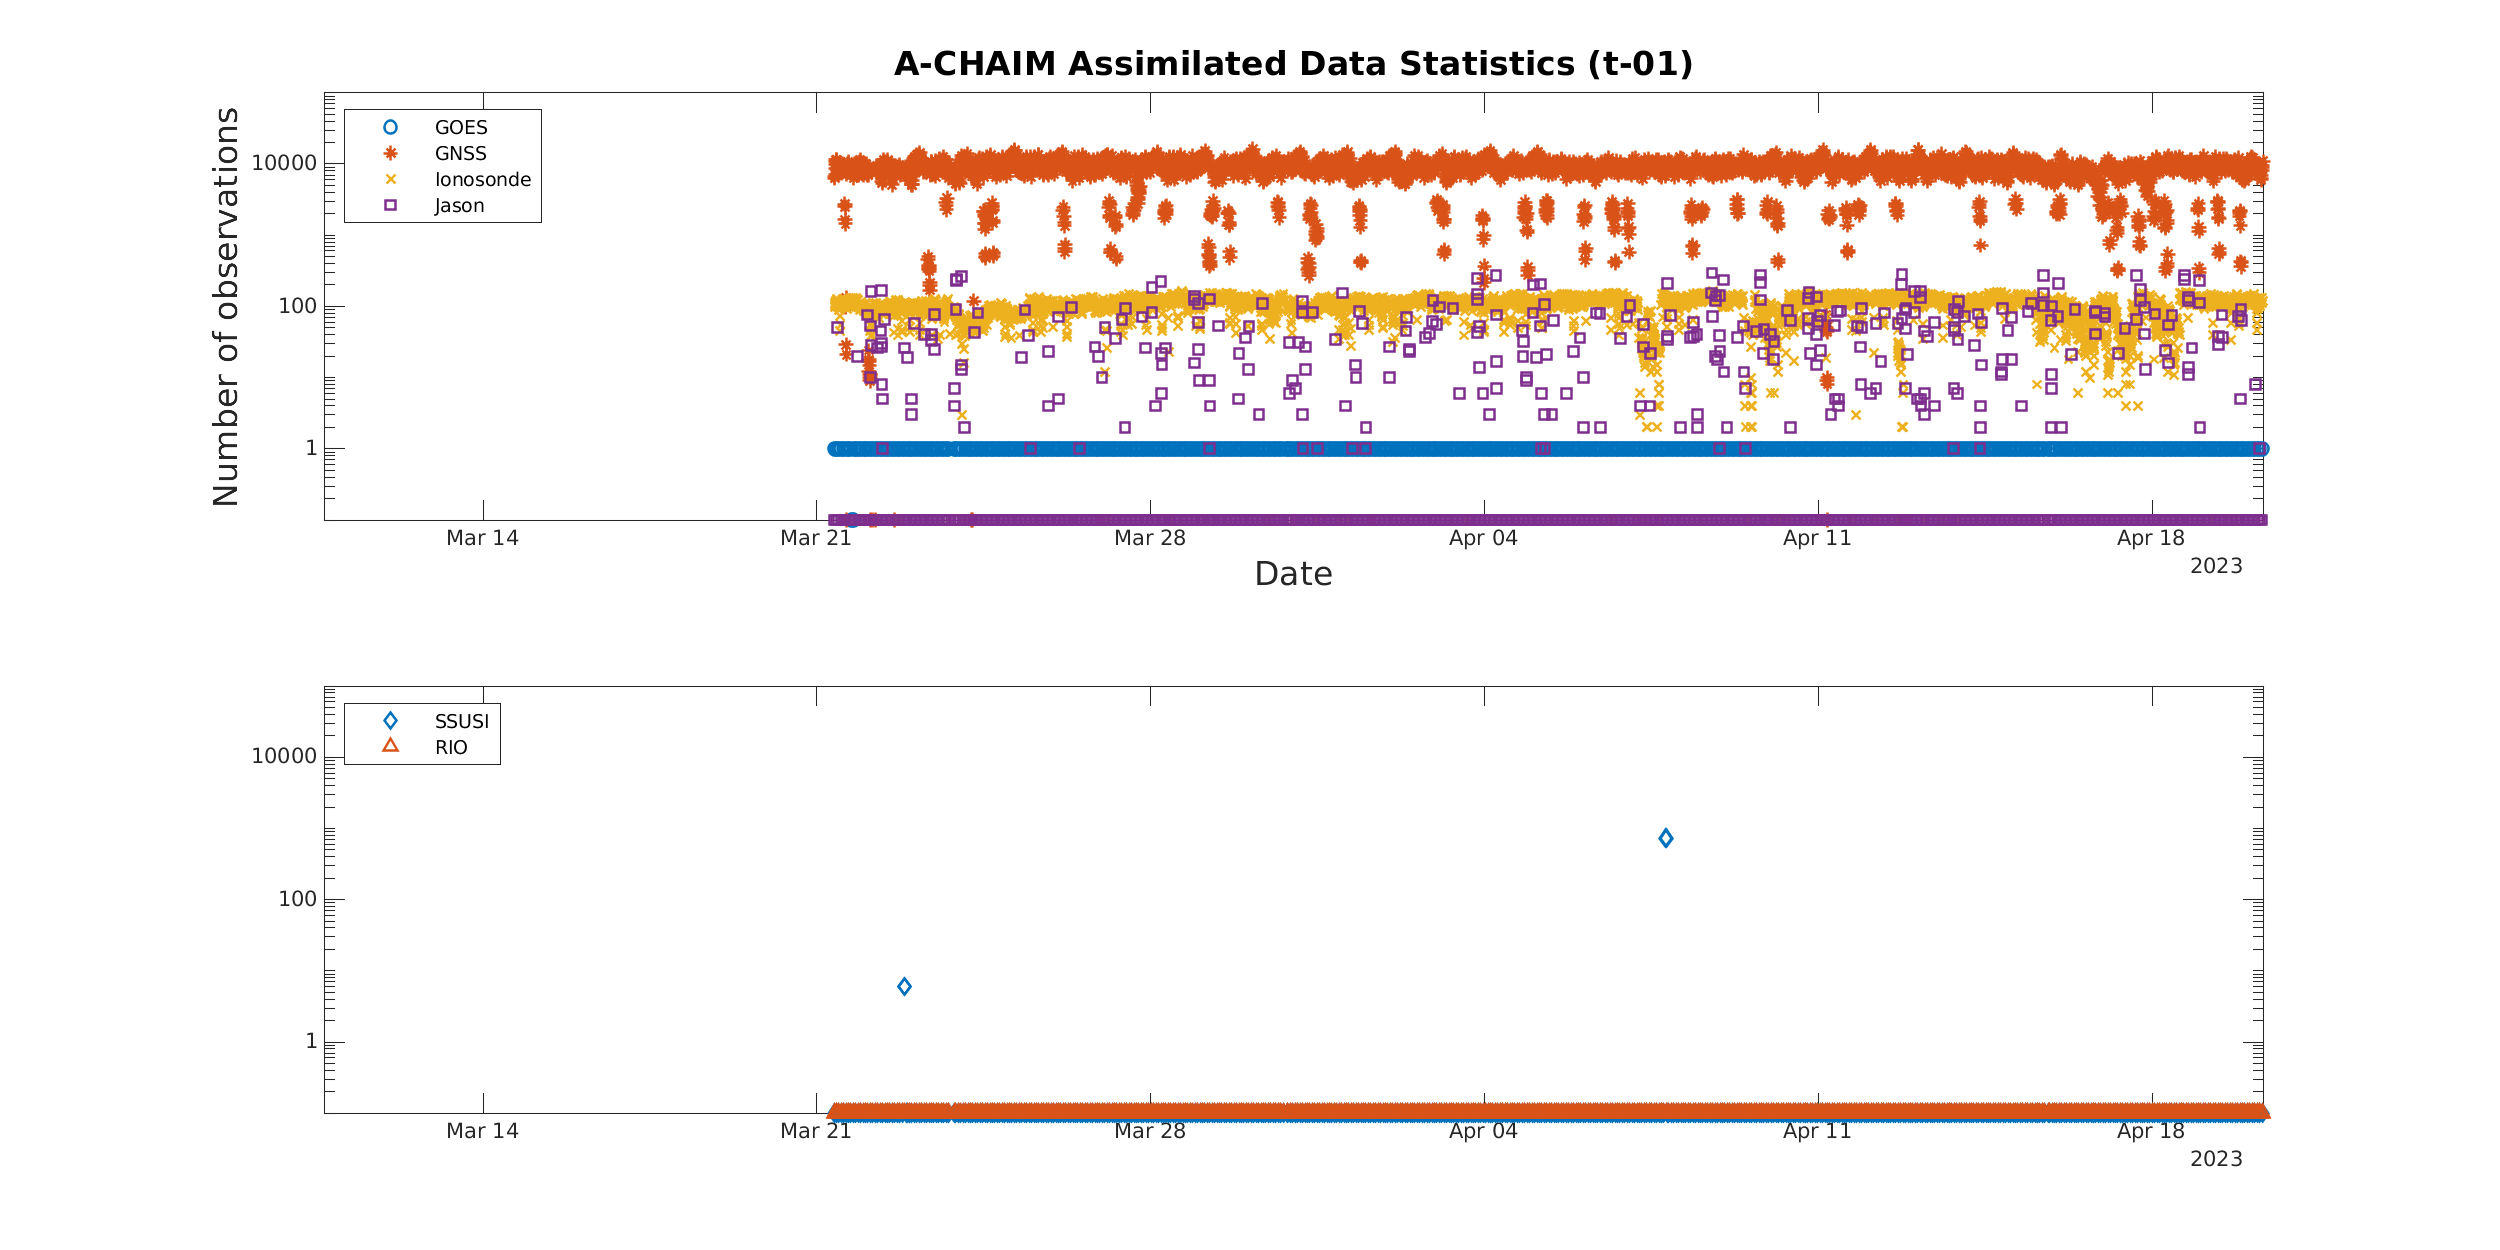 A-CHAIM Assimilated Data Statistics (t-01)
Number of observations
GOES
GNSS
Ionosonde
Jason
10000
100
1
Mar 14
Mar 21
Mar 28
Apr 04
Apr 11
Apr 18
2023
Date
SSUSI
RIO
10000
100
1
Mar 14
Mar 21
Mar 28
Apr 04
Apr 11
Apr 18
2023